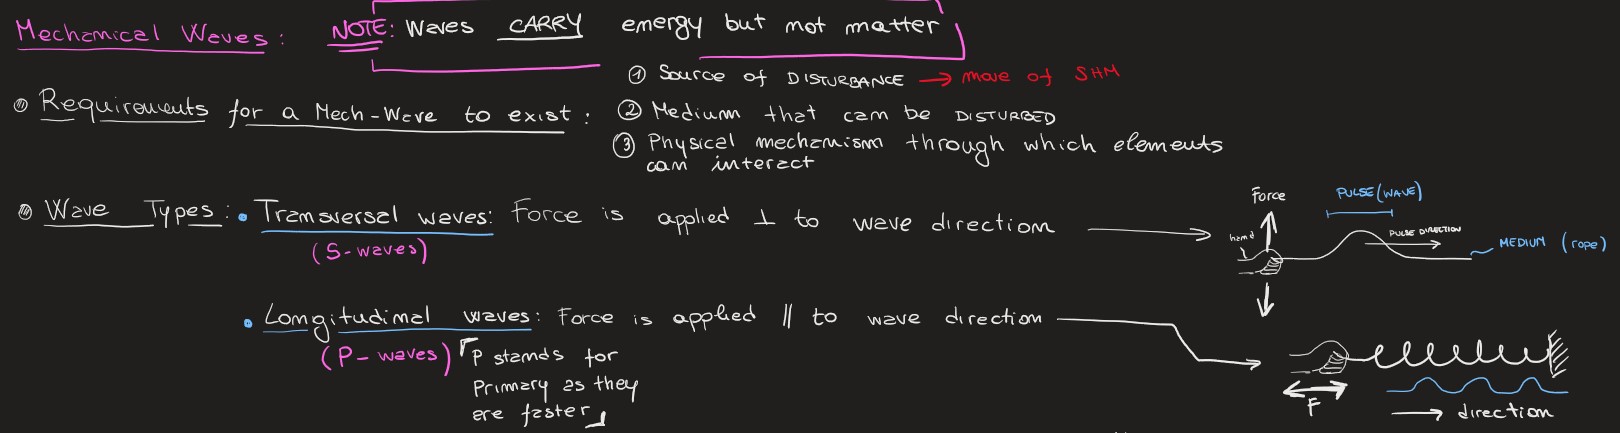 Mechanical Waves: NOTE: Waves CARRY energy but not matter
① Source of DISTURBANCE → move of SHM
Requirements for a Mech-Wave to exist: ② Medium that can be DISTURBED
③ Physical mechanism through which elements
can interact
Wave Types: • Transversal waves: Force is applied ⊥ to wave direction
(S-waves)
Force
PULSE (WAVE)
hand
PULSE DIRECTION
MEDIUM (rope)
• Longitudinal waves: Force is applied || to wave direction
(P-waves) P stands for
Primary as they
are faster
F
→ direction